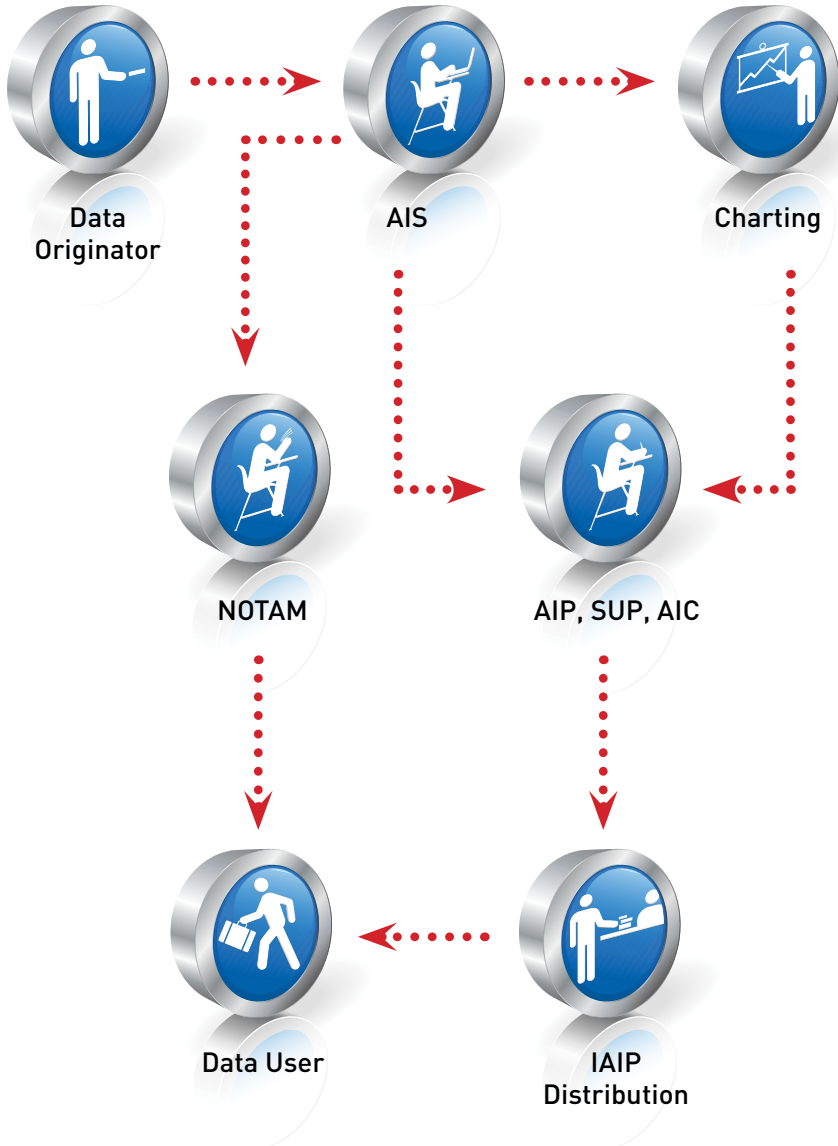 Data
Originator
AIS
Charting
NOTAM
AIP, SUP, AIC
Data User
IAIP
Distribution